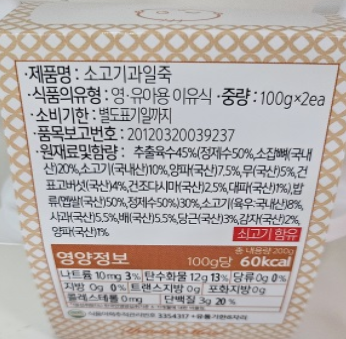 ·제품명 : 소고기과일죽
·식품의유형 : 영·유아용 이유식 ·중량 : 100g×2ea
·소비기한 : 별도표기일까지
·품목보고번호 : 20120320039237
·원재료및함량 : 추출육수45%(정제수50%,소잡뼈(국내
산)20%,소고기(국내산)10%,양파(국산)7.5%,무(국산)5%,건
표고버섯(국산)4%,건조다시마(국산)2.5%,대파(국산)1%),밥
류(맵쌀(국산)50%,정제수50%)30%,소고기(육우:국내산)8%,
사과(국산)5.5%,배(국산)5.5%,당근(국산)3%,감자(국산)2%,
양파(국산)1% 쇠고기 함유
영양정보 총 내용량 200g
100g당 60kcal
나트륨 10mg 3% 탄수화물 12g 13% 당류 0g 0%
지방 0g 0% 트랜스지방 0g 포화지방 0g
콜레스테롤 0mg 단백질 3g 20%